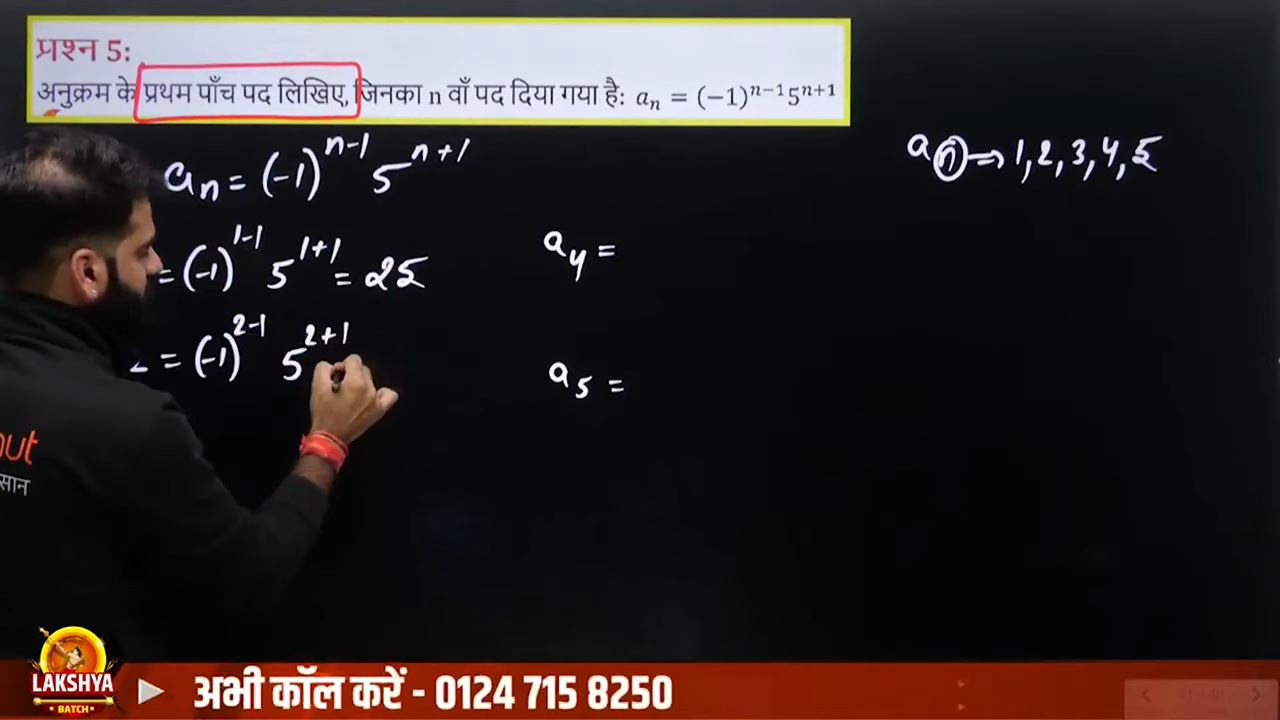 प्रश्न 5:
अनुक्रम के प्रथम पाँच पद लिखिए, जिनका n वाँ पद दिया गया है: aₙ = (−1)ⁿ⁻¹5ⁿ⁺¹
aₙ = (-1)ⁿ⁻¹ 5ⁿ⁺¹
aₙ ⇒ 1, 2, 3, 4, 5
= (-1)¹⁻¹ 5¹⁺¹ = 25
a₄ =
= (-1)²⁻¹ 5²⁺¹
a₅ =
सान
LAKSHYA
BATCH
अभी कॉल करें - 0124 715 8250